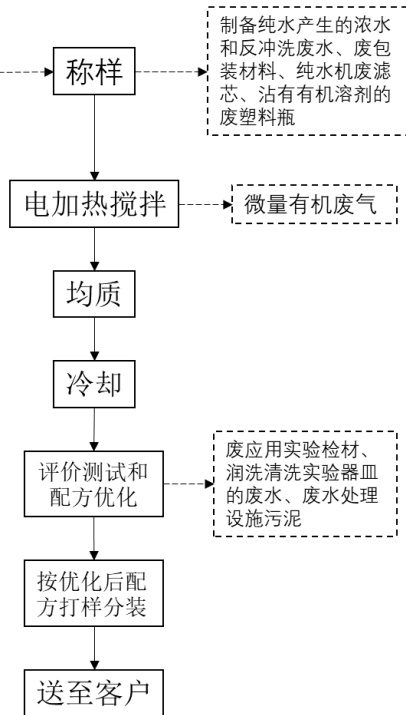 称样
制备纯水产生的浓水
和反冲洗废水、废包
装材料、纯水机废滤
芯、沾有有机溶剂的
废塑料瓶
电加热搅拌
微量有机废气
均质
冷却
评价测试和
配方优化
废应用实验检材、
润洗清洗实验器皿
的废水、废水处理
设施污泥
按优化后配
方打样分装
送至客户